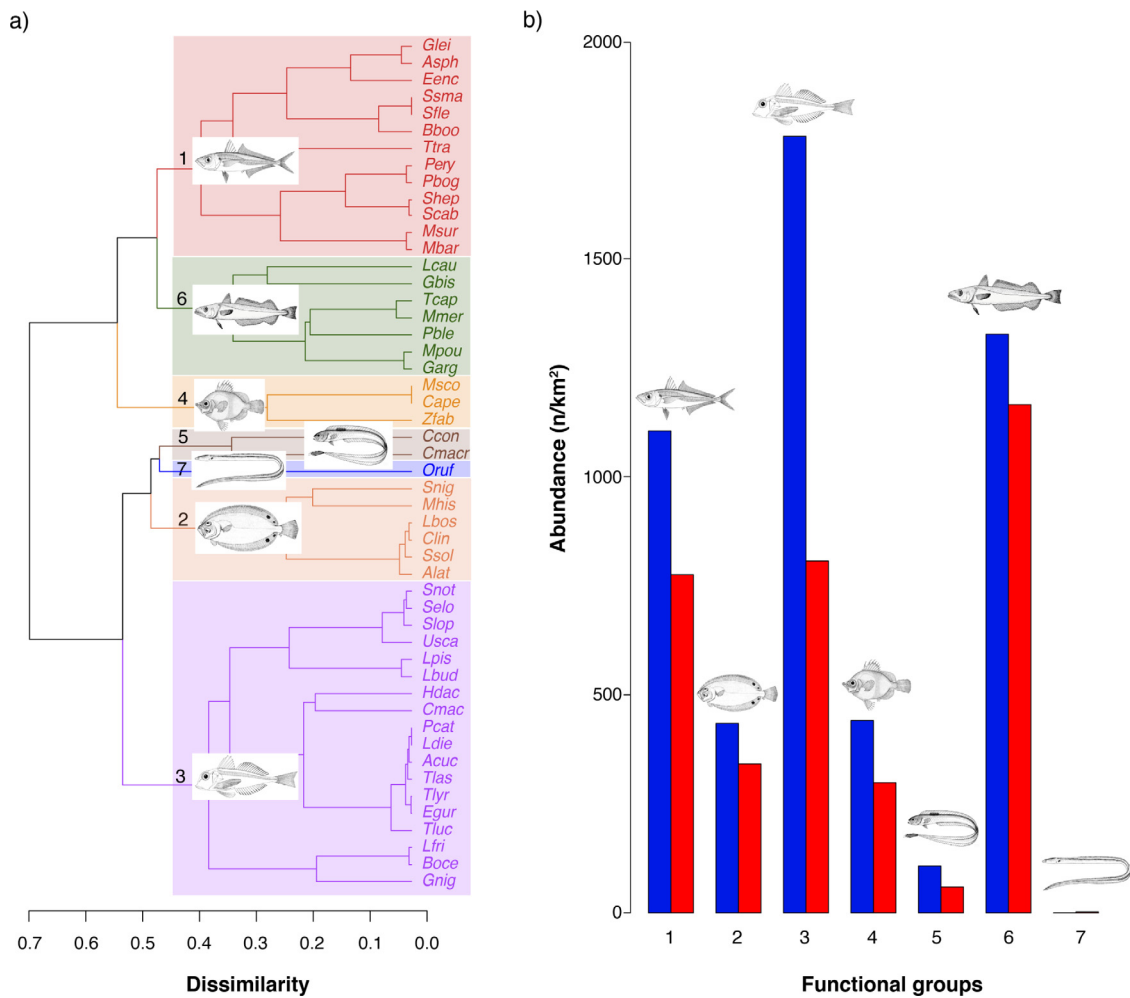 a)
Glei
Asph
Eenc
Ssma
Sfle
Bboo
Ttra
Pery
Pbog
Shep
Scab
Msur
Mbar
Lcau
Gbis
Tcap
Mmer
Pble
Mpou
Garg
Msco
Cape
Zfab
Ccon
Cmacr
Oruf
Snig
Mhis
Lbos
Clin
Ssol
Alat
Snot
Selo
Slop
Usca
Lpis
Lbud
Hdac
Cmac
Pcat
Ldie
Acuc
Tlas
Tlyr
Egur
Tluc
Lfri
Boce
Gnig
1
6
4
5
7
2
3
0.7 0.6 0.5 0.4 0.3 0.2 0.1 0.0
Dissimilarity
b)
Abundance (n/km²)
2000
1500
1000
500
0
1 2 3 4 5 6 7
Functional groups